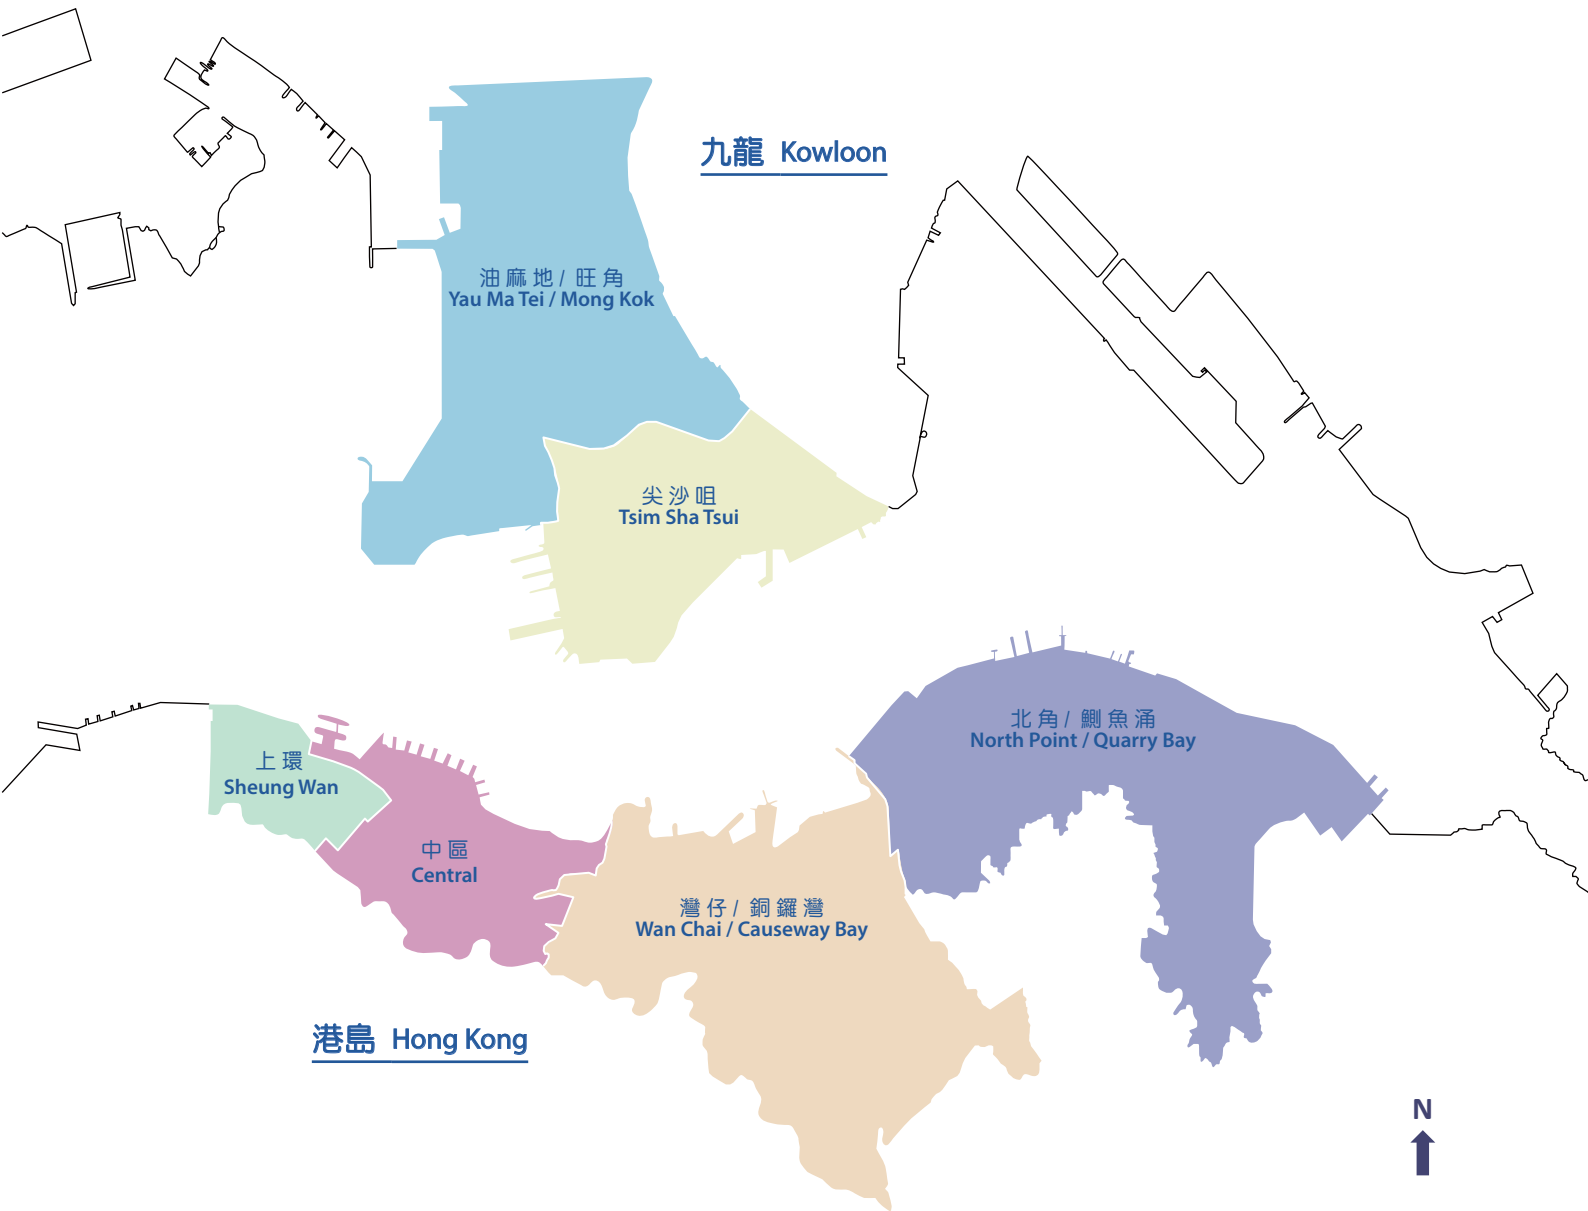 九龍 Kowloon
油麻地/ 旺角
Yau Ma Tei / Mong Kok
尖沙咀
Tsim Sha Tsui
北角/ 鰂魚涌
North Point / Quarry Bay
上環
Sheung Wan
中區
Central
灣仔/ 銅鑼灣
Wan Chai / Causeway Bay
港島 Hong Kong
N